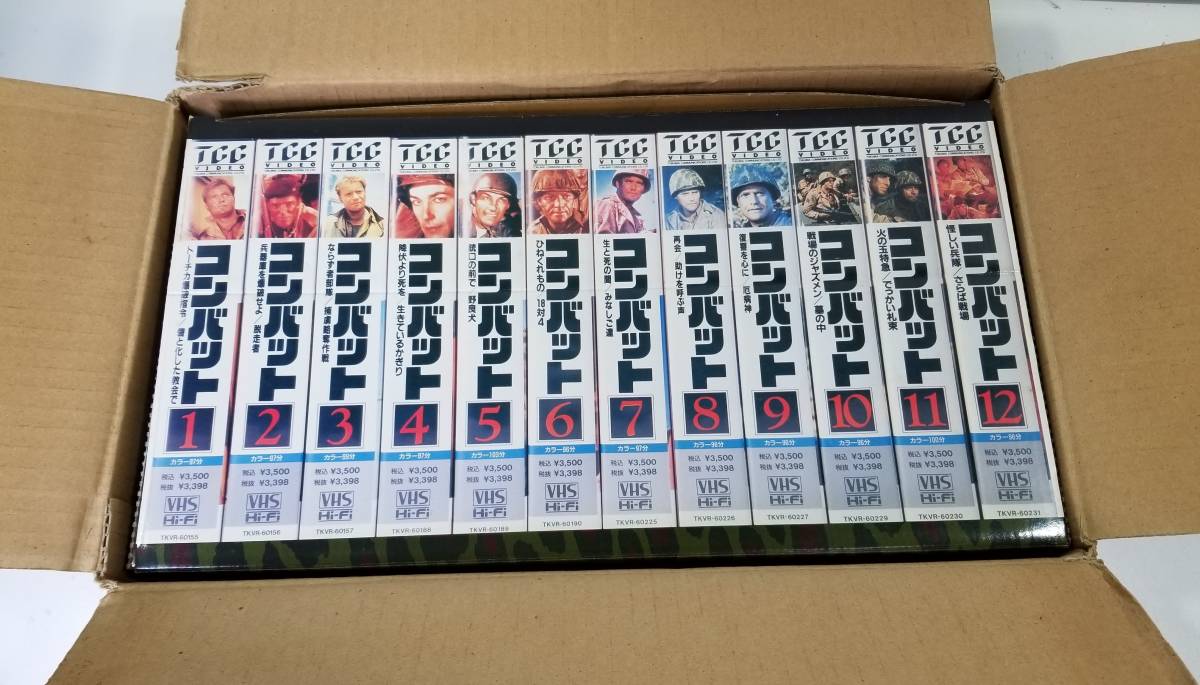 TCC
VIDEO
コンバット
トーチカ爆破指令/
1
カラー97分
税込 ¥3,500
税抜 ¥3,398
VHS
Hi-Fi
TKVR-60155
TCC
VIDEO
コンバット
兵器庫を爆破せよ/脱走者
2
カラー97分
税込 ¥3,500
税抜 ¥3,398
VHS
Hi-Fi
TKVR-60156
TCC
VIDEO
コンバット
ならず者部隊/捕虜略奪作戦
3
カラー98分
税込 ¥3,500
税抜 ¥3,398
VHS
Hi-Fi
TKVR-60157
TCC
VIDEO
コンバット
降伏より死を/生きているかぎり
4
カラー97分
税込 ¥3,500
税抜 ¥3,398
VHS
Hi-Fi
TKVR-60188
TCC
VIDEO
コンバット
銃口の前で/野良犬
5
カラー100分
税込 ¥3,500
税抜 ¥3,398
VHS
Hi-Fi
TKVR-60189
TCC
VIDEO
コンバット
ひねくれもの/18対4
6
カラー98分
税込 ¥3,500
税抜 ¥3,398
VHS
Hi-Fi
TKVR-60190
TCC
VIDEO
コンバット
生と死の間/みなしご達
7
カラー98分
税込 ¥3,500
税抜 ¥3,398
VHS
Hi-Fi
TKVR-60225
TCC
VIDEO
コンバット
再会/助けを呼ぶ声
8
カラー98分
税込 ¥3,500
税抜 ¥3,398
VHS
Hi-Fi
TKVR-60226
TCC
VIDEO
コンバット
復讐を心に/厄病神
9
カラー98分
税込 ¥3,500
税抜 ¥3,398
VHS
Hi-Fi
TKVR-60227
TCC
VIDEO
コンバット
戦場のジャズメン/墓の中
10
カラー96分
税込 ¥3,500
税抜 ¥3,398
VHS
Hi-Fi
TKVR-60229
TCC
VIDEO
コンバット
火の玉特急/でっかい札束
11
カラー100分
税込 ¥3,500
税抜 ¥3,398
VHS
Hi-Fi
TKVR-60230
TCC
VIDEO
コンバット
怪しい兵隊/さらば戦場
12
カラー98分
税込 ¥3,500
税抜 ¥3,398
VHS
Hi-Fi
TKVR-60231